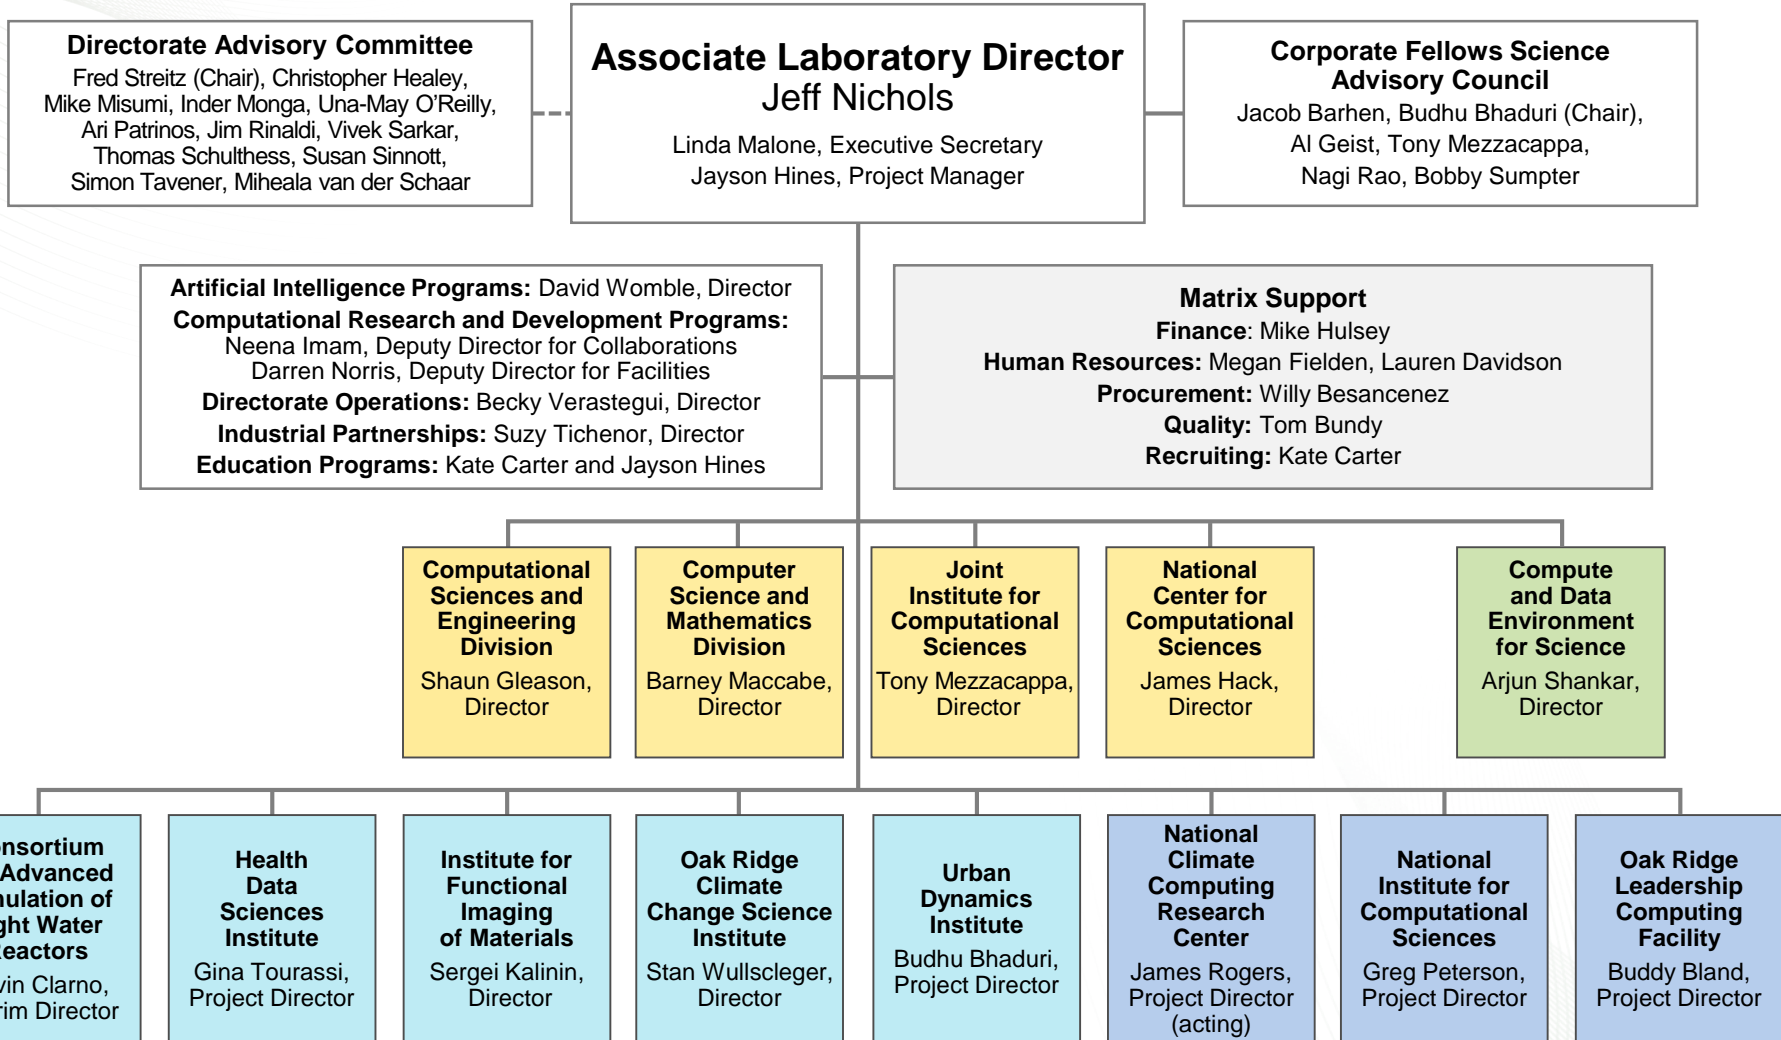 Directorate Advisory Committee
Fred Streitz (Chair), Christopher Healey,
Mike Misumi, Inder Monga, Una-May O'Reilly,
Ari Patrinos, Jim Rinaldi, Vivek Sarkar,
Thomas Schulthess, Susan Sinnott,
Simon Tavener, Miheala van der Schaar
Associate Laboratory Director
Jeff Nichols
Linda Malone, Executive Secretary
Jayson Hines, Project Manager
Corporate Fellows Science
Advisory Council
Jacob Barhen, Budhu Bhaduri (Chair),
Al Geist, Tony Mezzacappa,
Nagi Rao, Bobby Sumpter
Artificial Intelligence Programs: David Womble, Director
Computational Research and Development Programs:
Neena Imam, Deputy Director for Collaborations
Darren Norris, Deputy Director for Facilities
Directorate Operations: Becky Verastegui, Director
Industrial Partnerships: Suzy Tichenor, Director
Education Programs: Kate Carter and Jayson Hines
Matrix Support
Finance: Mike Hulsey
Human Resources: Megan Fielden, Lauren Davidson
Procurement: Willy Besancenez
Quality: Tom Bundy
Recruiting: Kate Carter
Computational
Sciences and
Engineering
Division
Shaun Gleason,
Director
Computer
Science and
Mathematics
Division
Barney Maccabe,
Director
Joint
Institute for
Computational
Sciences
Tony Mezzacappa,
Director
National
Center for
Computational
Sciences
James Hack,
Director
Compute
and Data
Environment
for Science
Arjun Shankar,
Director
Advanced
of
Water
Clarno,
Director
Health
Data
Sciences
Institute
Gina Tourassi,
Project Director
Institute for
Functional
Imaging
of Materials
Sergei Kalinin,
Director
Oak Ridge
Climate
Change Science
Institute
Stan Wullscleger,
Director
Urban
Dynamics
Institute
Budhu Bhaduri,
Project Director
National
Climate
Computing
Research
Center
James Rogers,
Project Director
(acting)
National
Institute for
Computational
Sciences
Greg Peterson,
Project Director
Oak Ridge
Leadership
Computing
Facility
Buddy Bland,
Project Director